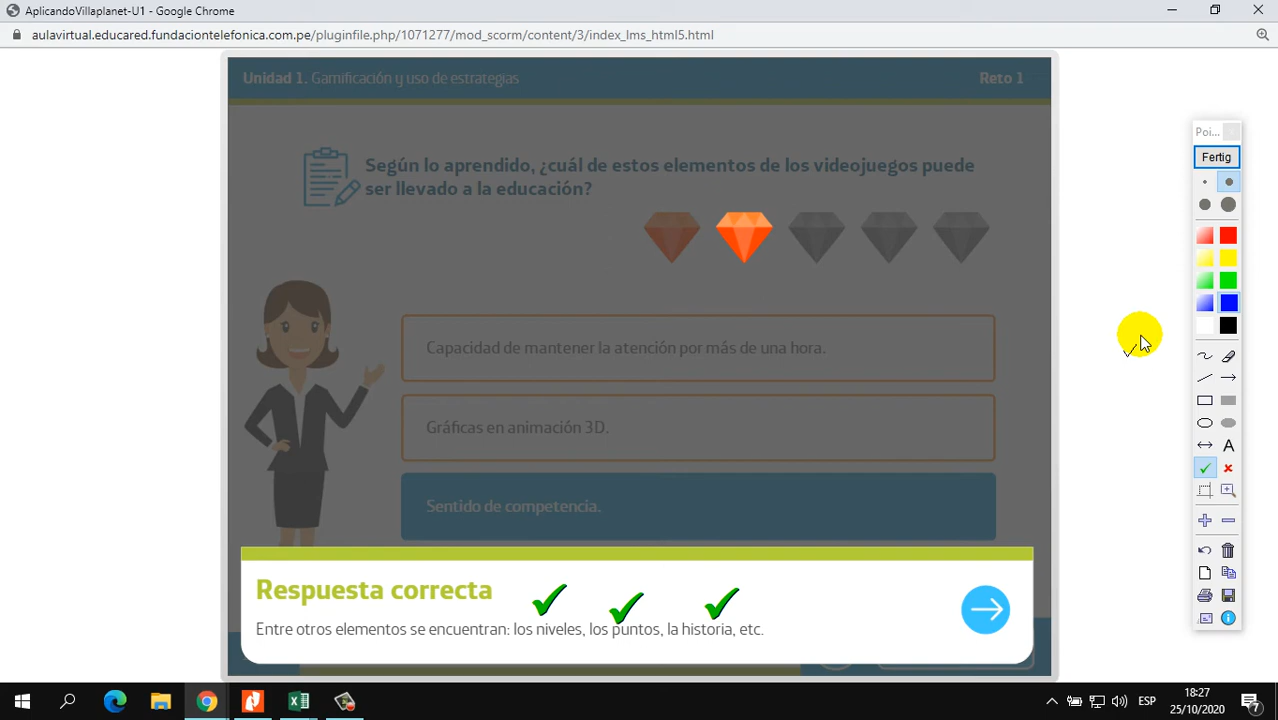 AplicandoVillaplanet-U1 - Google Chrome
aulavirtual.educared.fundaciontelefonica.com.pe/pluginfile.php/1071277/mod_scorm/content/3/index_lms_html5.html
Unidad 1. Gamificación y uso de estrategias
Reto 1
Poi...
Fertig
Según lo aprendido, ¿cuál de estos elementos de los videojuegos puede
ser llevado a la educación?
Capacidad de mantener la atención por más de una hora.
Gráficas en animación 3D.
Sentido de competencia.
A
Respuesta correcta
Entre otros elementos se encuentran: los niveles, los puntos, la historia, etc.
ESP
18:27
25/10/2020
7